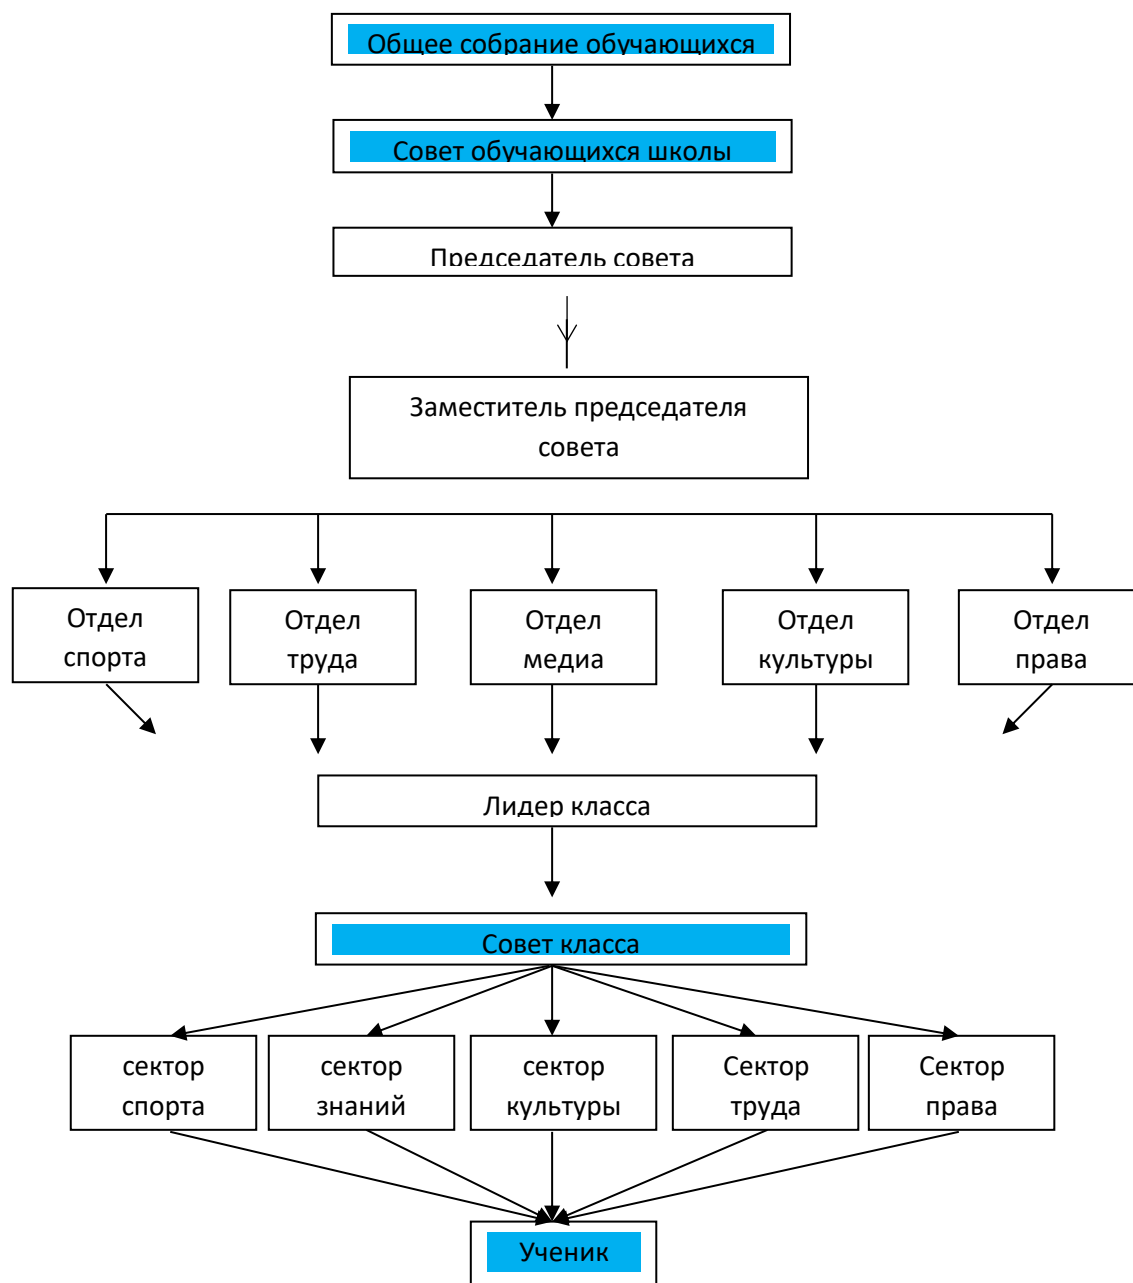 Общее собрание обучающихся
Совет обучающихся школы
Председатель совета
Заместитель председателя
совета
Отдел
спорта
Отдел
труда
Отдел
медиа
Отдел
культуры
Отдел
права
Лидер класса
Совет класса
сектор
спорта
сектор
знаний
сектор
культуры
Сектор
труда
Сектор
права
Ученик